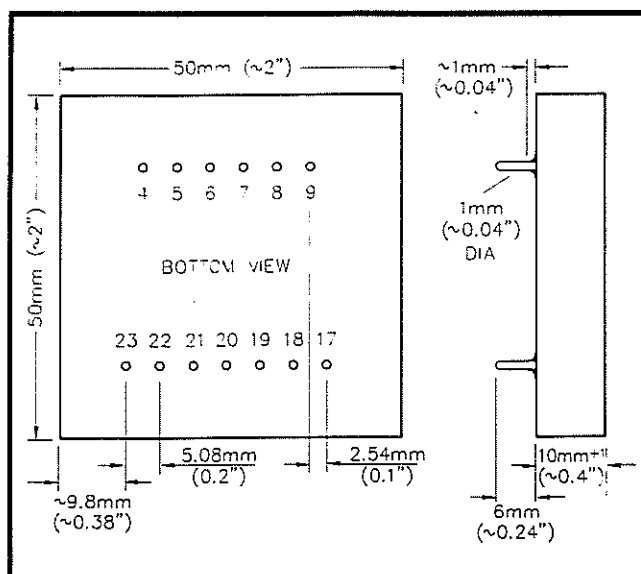 50mm (~2")
~1mm
(~0.04")
50mm (~2")
4 5 6 7 8 9
1mm
(~0.04")
DIA
BOTTOM VIEW
23 22 21 20 19 18 17
5.08mm
(0.2")
2.54mm
(0.1")
10mm+1
(~0.4")
~9.8mm
(~0.38")
6mm
(~0.24")